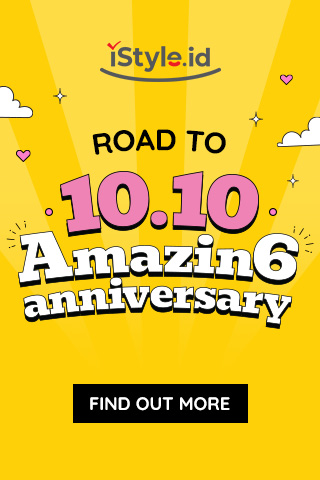 iStyle.id
ROAD TO
10.10
Amazin6
anniversary
FIND OUT MORE